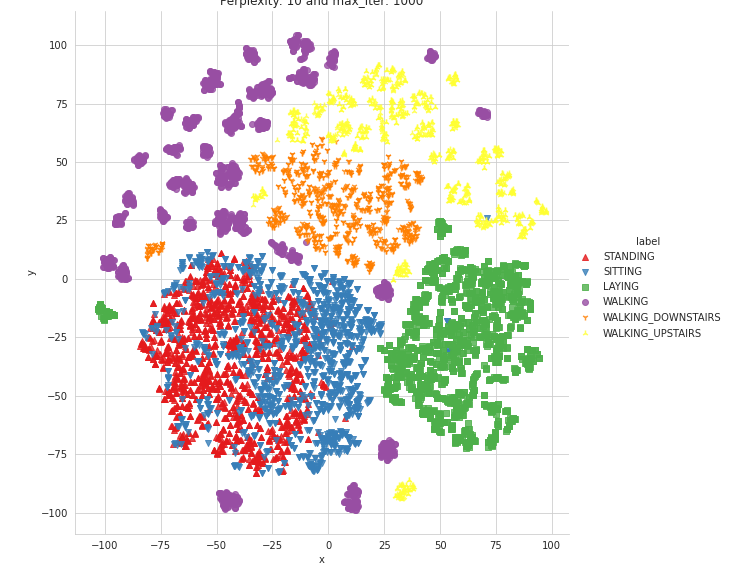 Perplexity: 10 and max_iter: 1000
100
75
50
25
0
−25
−50
−75
−100
y
−100
−75
−50
−25
0
25
50
75
100
x
label
STANDING
SITTING
LAYING
WALKING
WALKING_DOWNSTAIRS
WALKING_UPSTAIRS